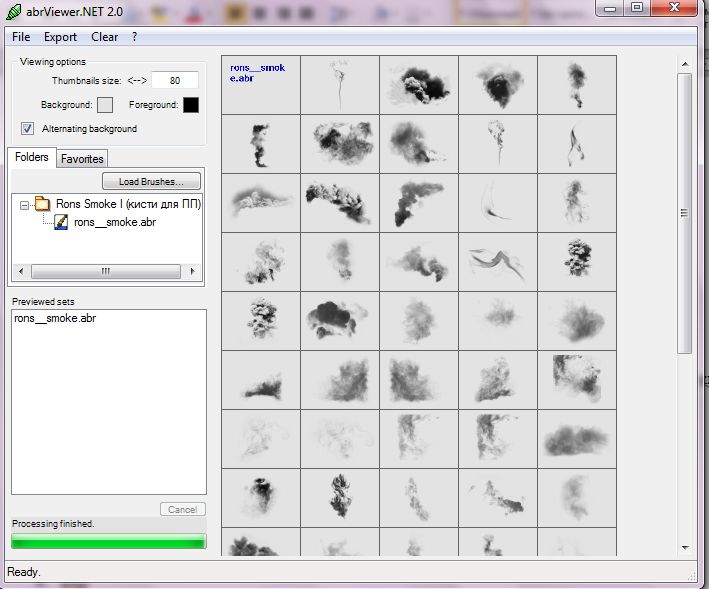 abrViewer.NET 2.0
File Export Clear ?
Viewing options
Thumbnails size: <--> 80
Background: Foreground:
Alternating background
Folders Favorites
Load Brushes...
Rons Smoke I (кисти для ПП)
rons__smoke.abr
Previewed sets
rons__smoke.abr
Cancel
Processing finished.
Ready.
rons__smok
e.abr